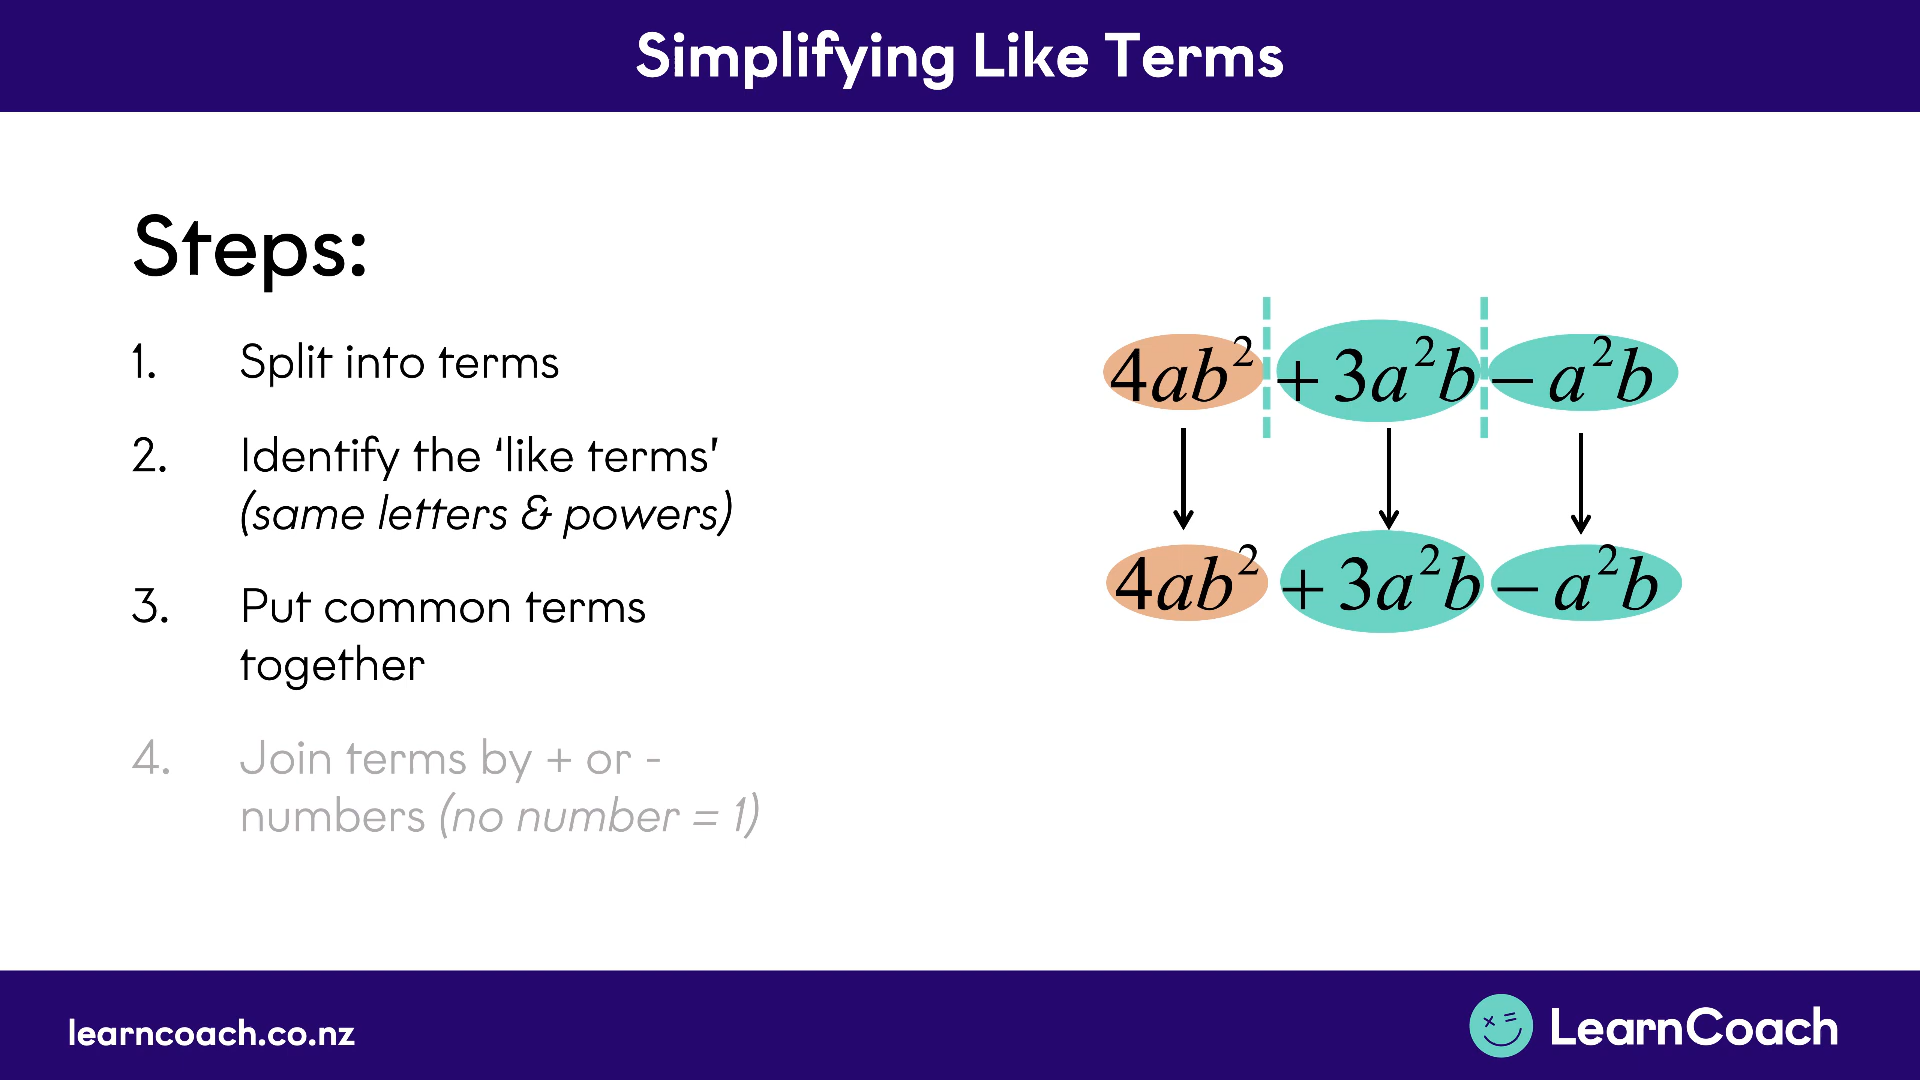 Simplifying Like Terms
Steps:
1. Split into terms
2. Identify the ‘like terms’
(same letters & powers)
3. Put common terms
together
4. Join terms by + or -
numbers (no number = 1)
4ab² + 3a²b − a²b
4ab² + 3a²b − a²b
learncoach.co.nz
LearnCoach